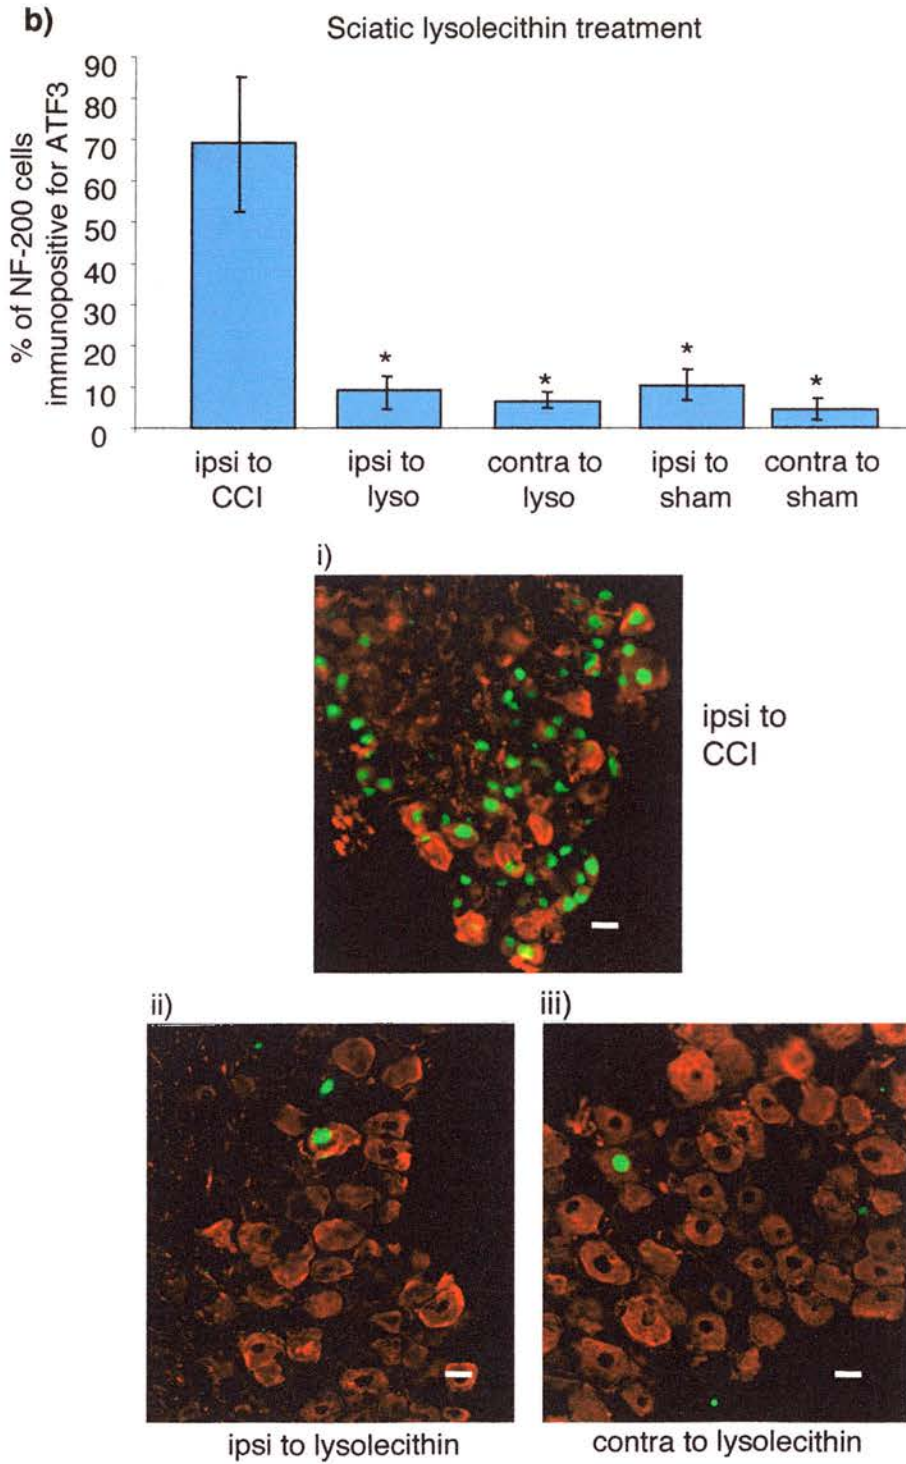 b)
Sciatic lysolecithin treatment
% of NF-200 cells
immunopositive for ATF3
90
80
70
60
50
40
30
20
10
0
*
*
*
*
ipsi to
CCI
ipsi to
lyso
contra to
lyso
ipsi to
sham
contra to
sham
i)
ipsi to
CCI
ii)
iii)
ipsi to lysolecithin
contra to lysolecithin